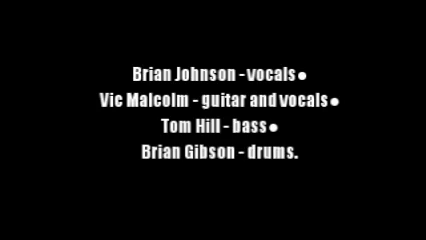 Brian Johnson - vocals●
Vic Malcolm - guitar and vocals●
Tom Hill - bass●
Brian Gibson - drums.